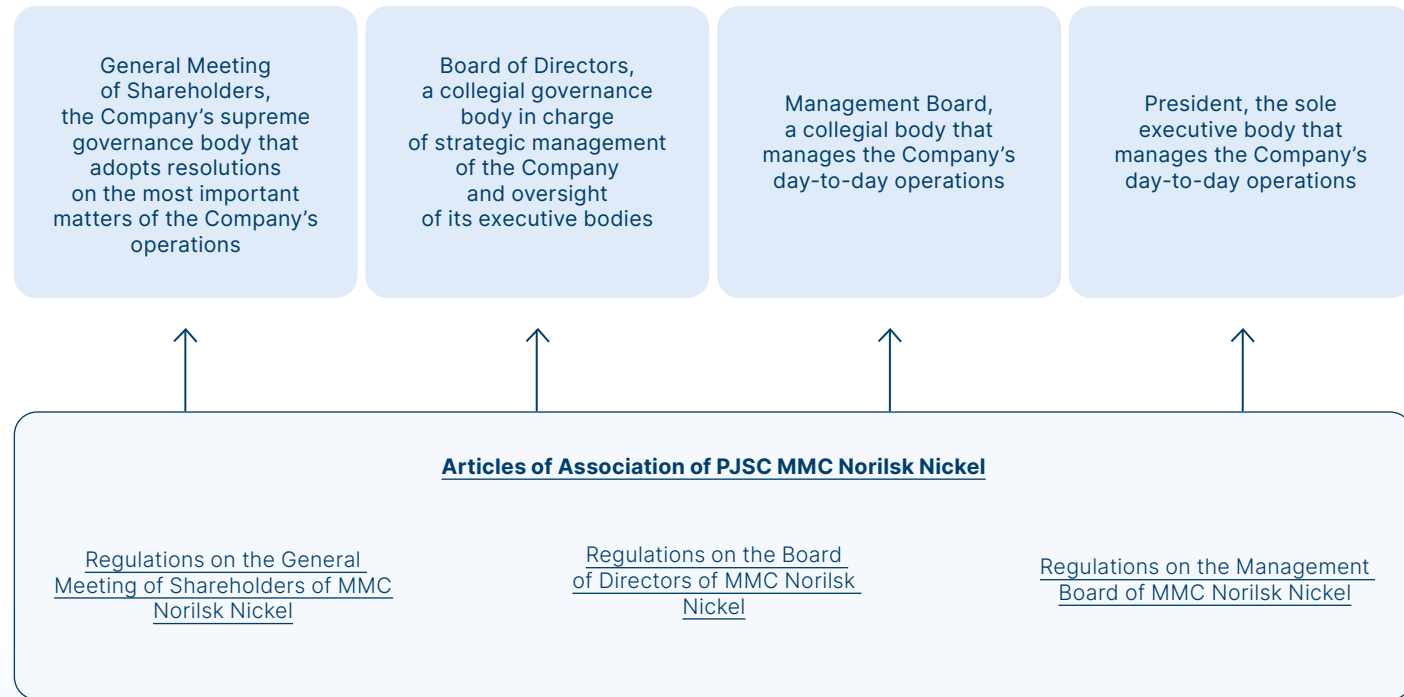 General Meeting
of Shareholders,
the Company’s supreme
governance body that
adopts resolutions
on the most important
matters of the Company’s
operations
Board of Directors,
a collegial governance
body in charge
of strategic management
of the Company
and oversight
of its executive bodies
Management Board,
a collegial body that
manages the Company’s
day-to-day operations
President, the sole
executive body that
manages the Company’s
day-to-day operations
Articles of Association of PJSC MMC Norilsk Nickel
Regulations on the General
Meeting of Shareholders of MMC
Norilsk Nickel
Regulations on the Board
of Directors of MMC Norilsk
Nickel
Regulations on the Management
Board of MMC Norilsk Nickel